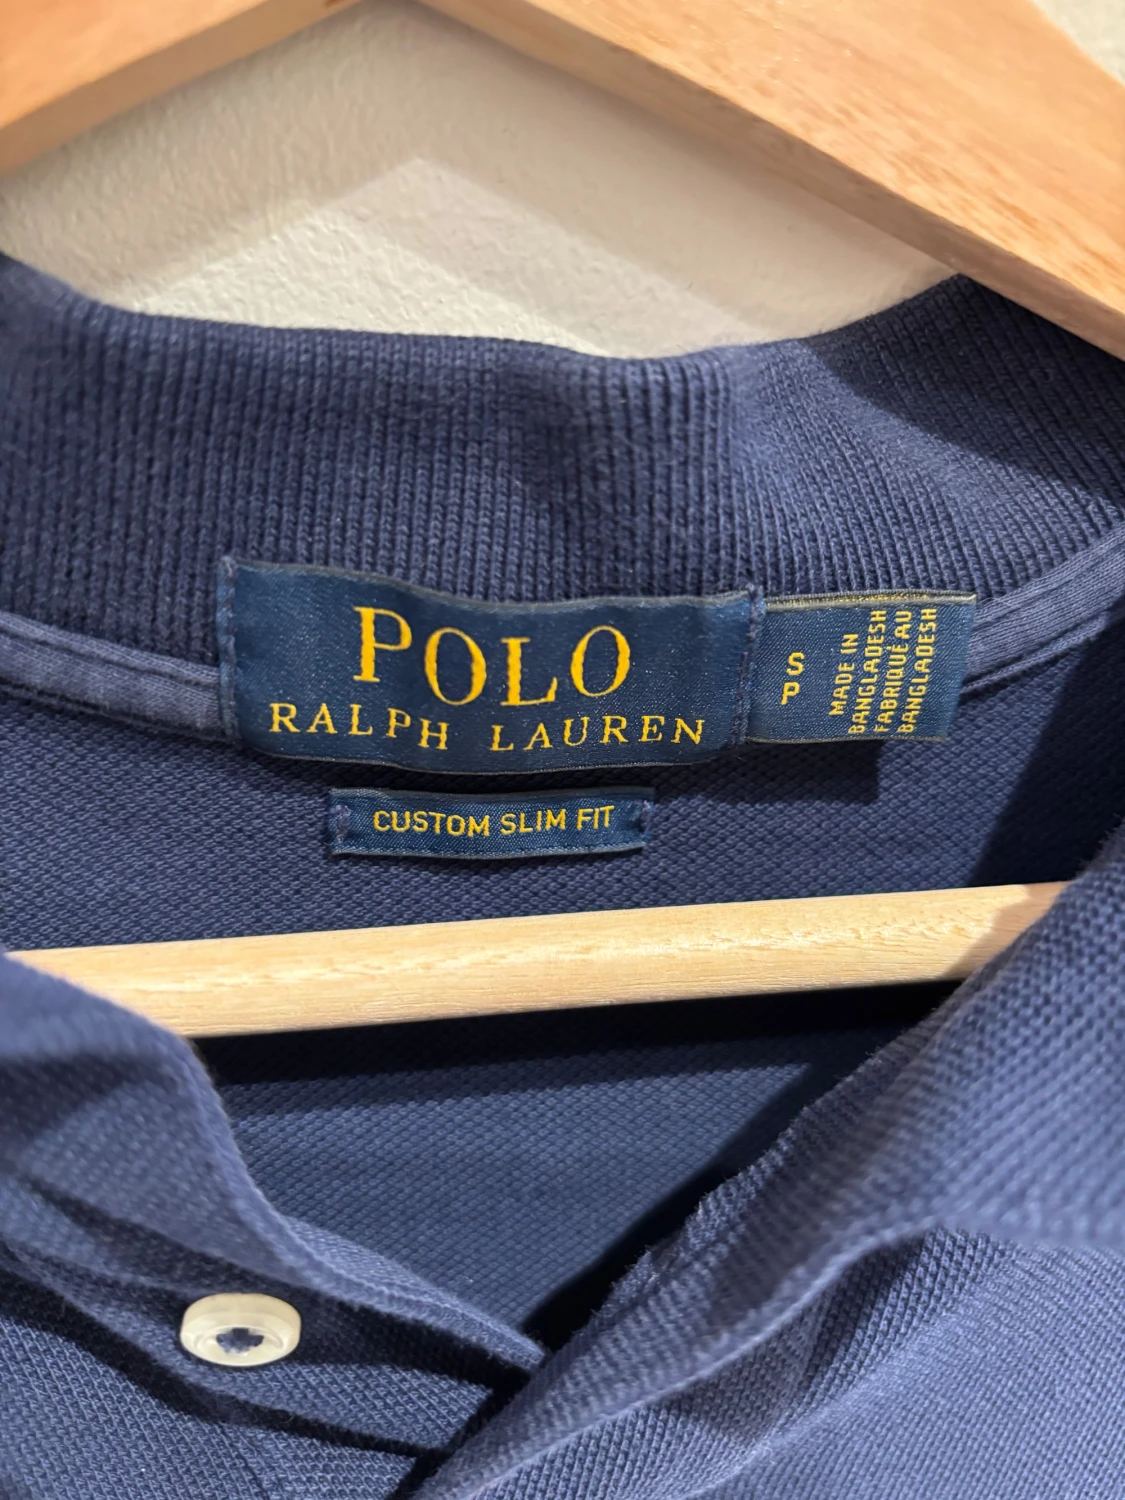 POLO
RALPH LAUREN
S
P
MADE IN
BANGLADESH
FABRIQUÉ AU
BANGLADESH
CUSTOM SLIM FIT